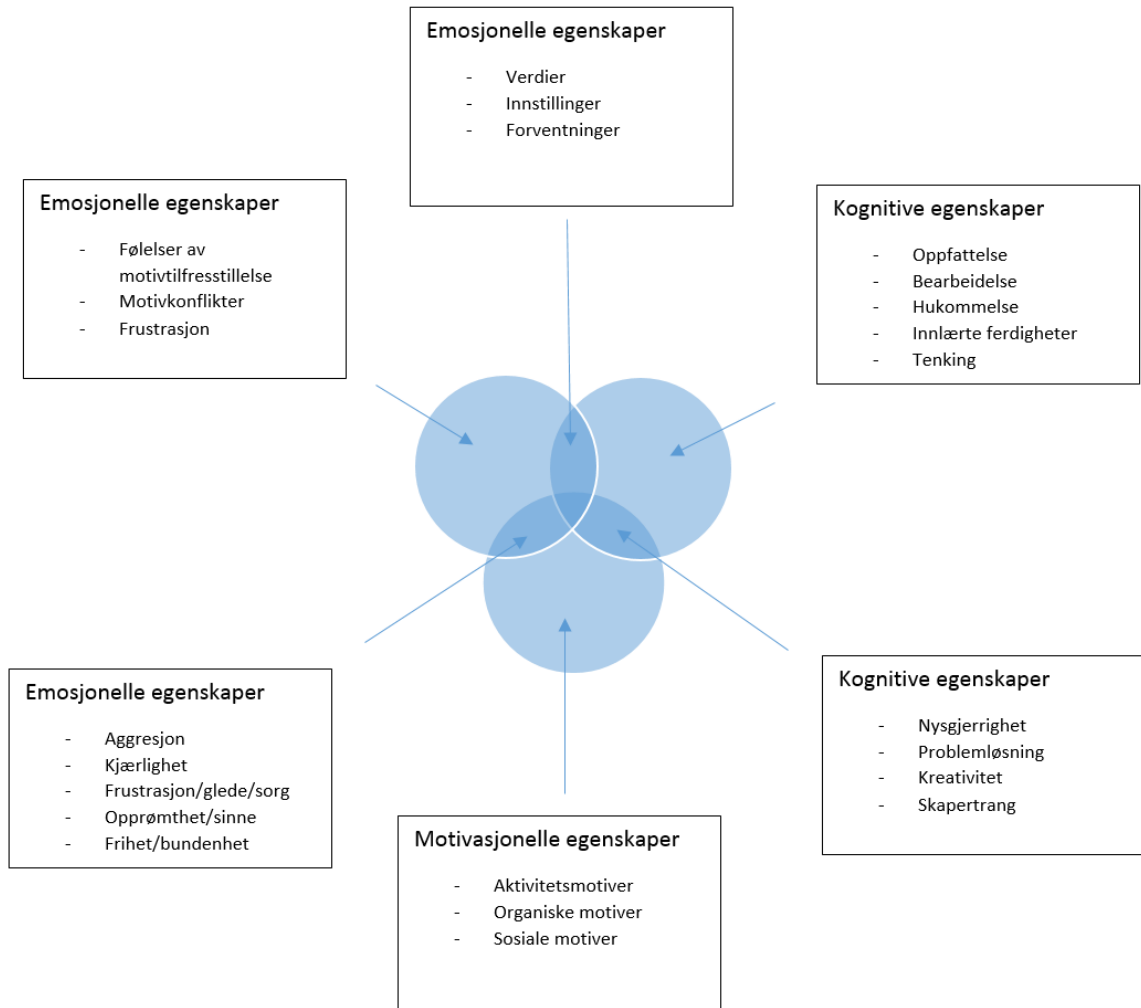 Emosjonelle egenskaper
- Verdier
- Innstillinger
- Forventninger
Emosjonelle egenskaper
- Følelser av
motivtilfresstillelse
- Motivkonflikter
- Frustrasjon
Kognitive egenskaper
- Oppfattelse
- Bearbeidelse
- Hukommelse
- Innlærte ferdigheter
- Tenking
Emosjonelle egenskaper
- Aggresjon
- Kjærlighet
- Frustrasjon/glede/sorg
- Opprømthet/sinne
- Frihet/bundenhet
Motivasjonelle egenskaper
- Aktivitetsmotiver
- Organiske motiver
- Sosiale motiver
Kognitive egenskaper
- Nysgjerrighet
- Problemløsning
- Kreativitet
- Skapertrang